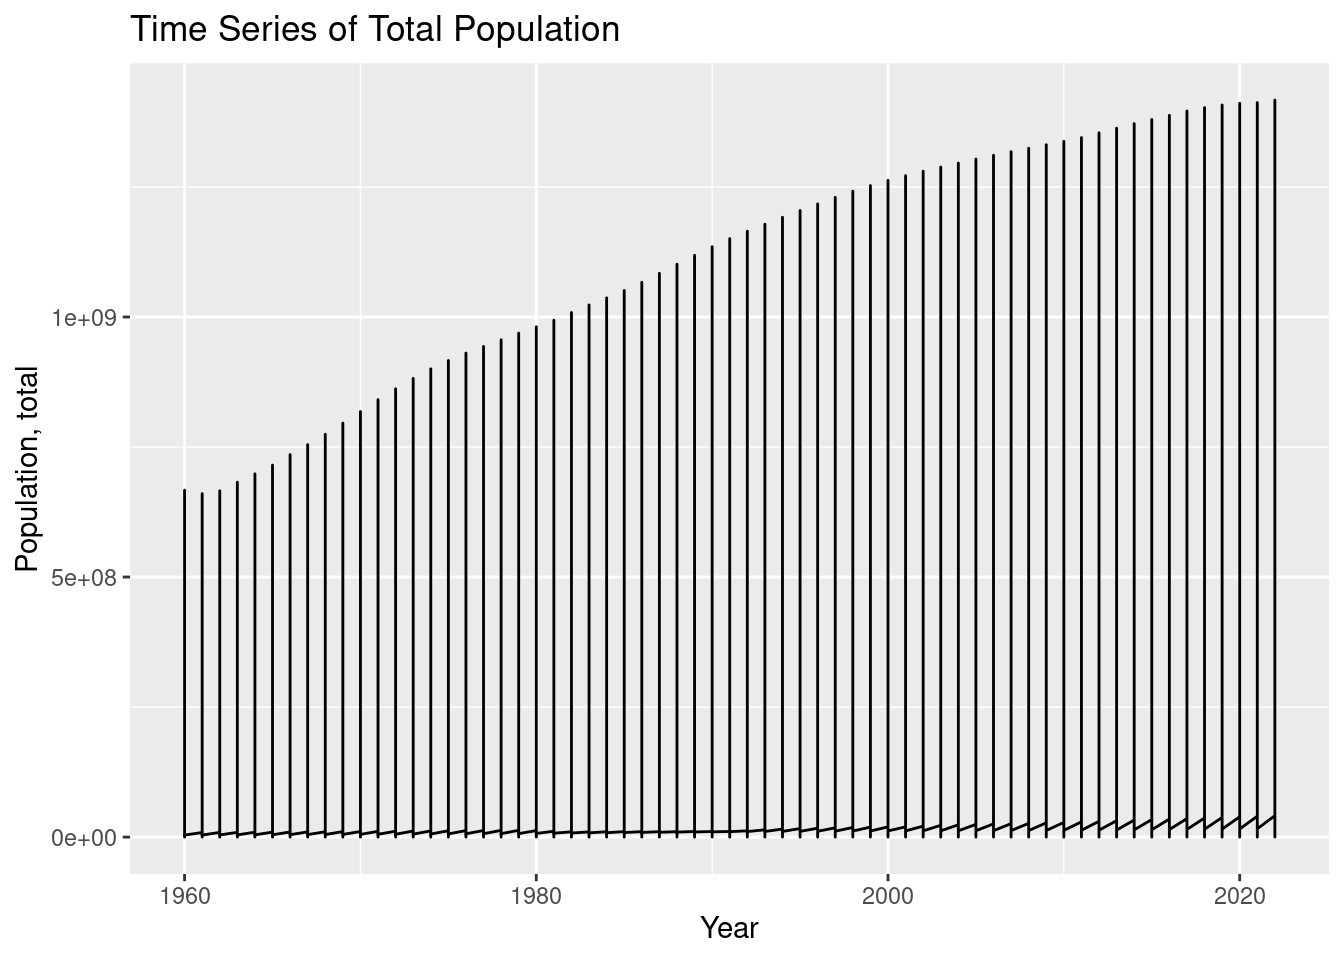 Time Series of Total Population
Population, total
1e+09
5e+08
0e+00
1960
1980
2000
2020
Year